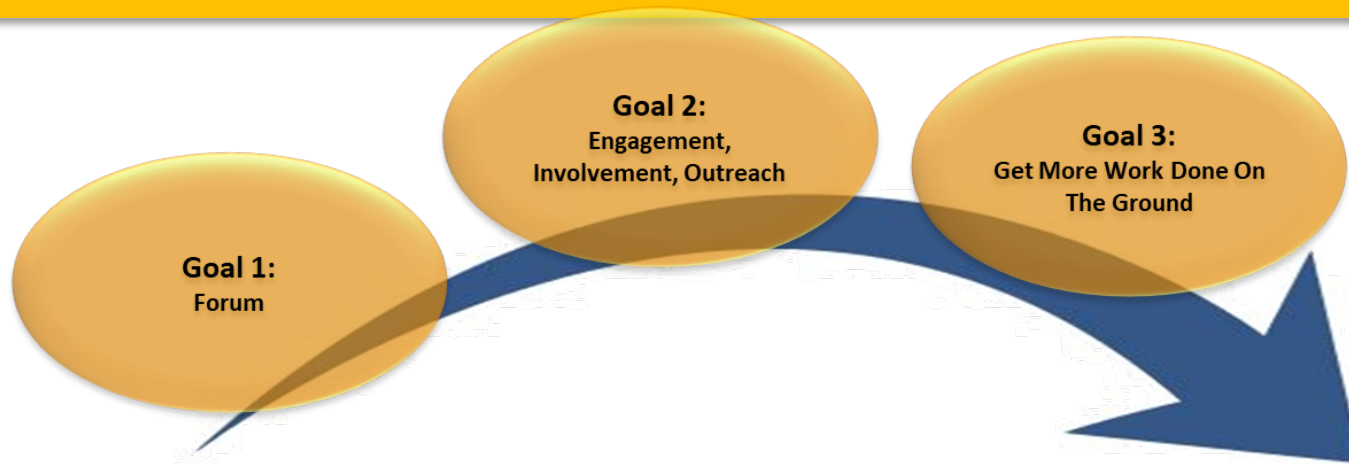 Goal 1:
Forum
Goal 2:
Engagement,
Involvement, Outreach
Goal 3:
Get More Work Done On
The Ground